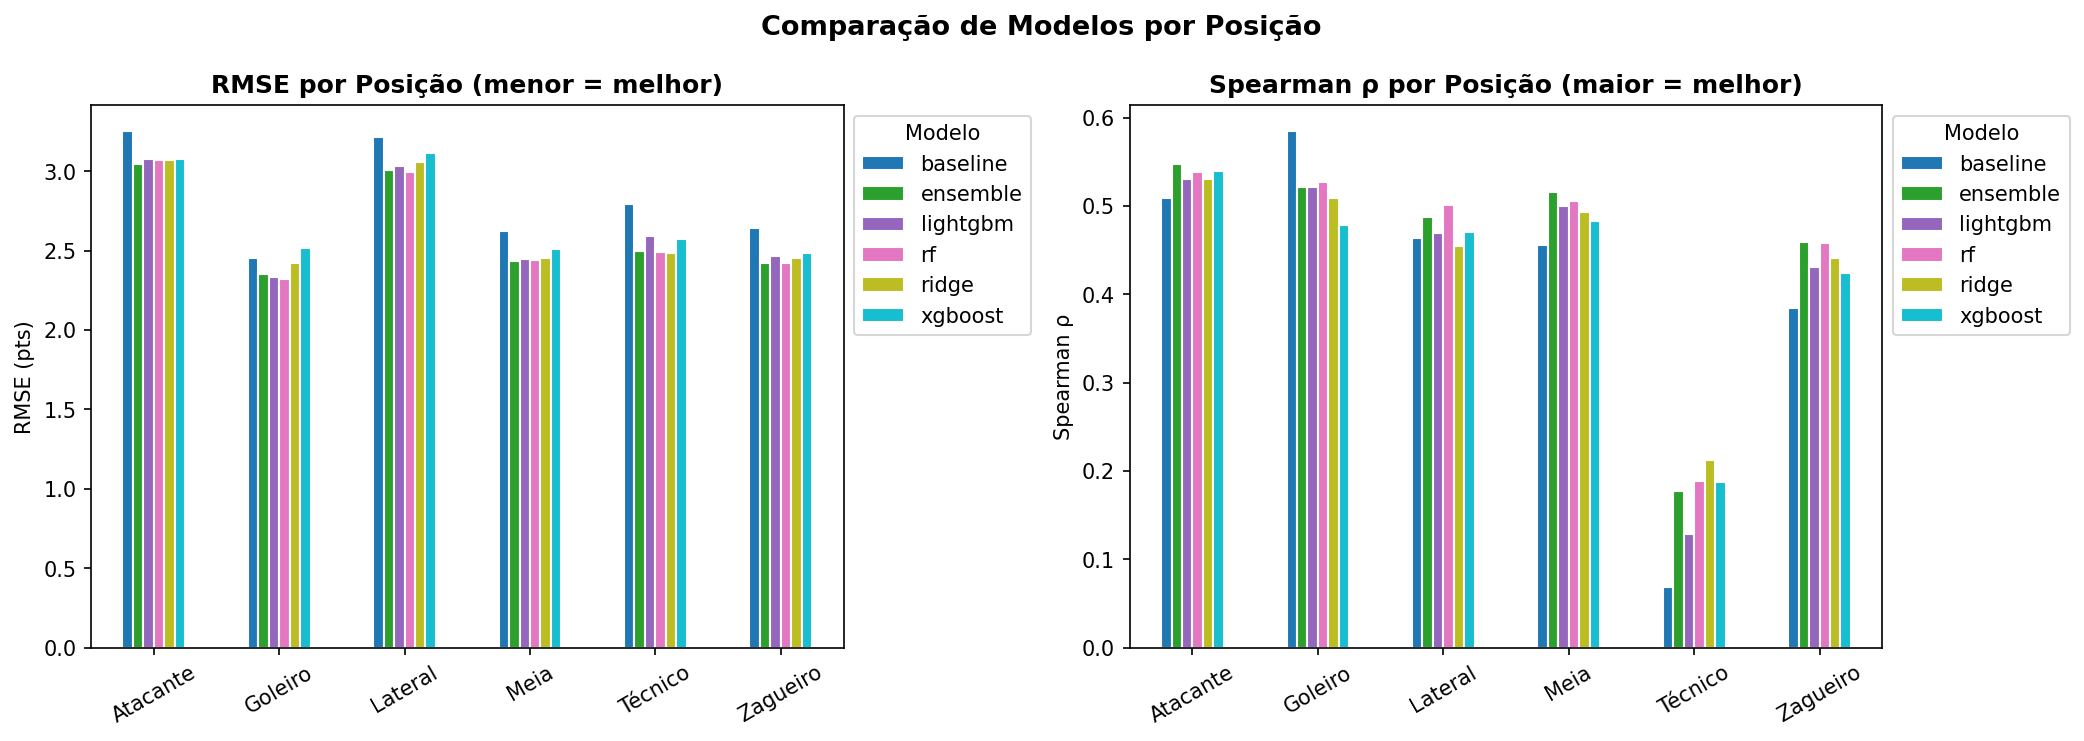 Comparação de Modelos por Posição
RMSE por Posição (menor = melhor)
RMSE (pts)
3.0
2.5
2.0
1.5
1.0
0.5
0.0
Atacante
Goleiro
Lateral
Meia
Técnico
Zagueiro
Modelo
baseline
ensemble
lightgbm
rf
ridge
xgboost
Spearman ρ por Posição (maior = melhor)
Spearman ρ
0.6
0.5
0.4
0.3
0.2
0.1
0.0
Atacante
Goleiro
Lateral
Meia
Técnico
Zagueiro
Modelo
baseline
ensemble
lightgbm
rf
ridge
xgboost